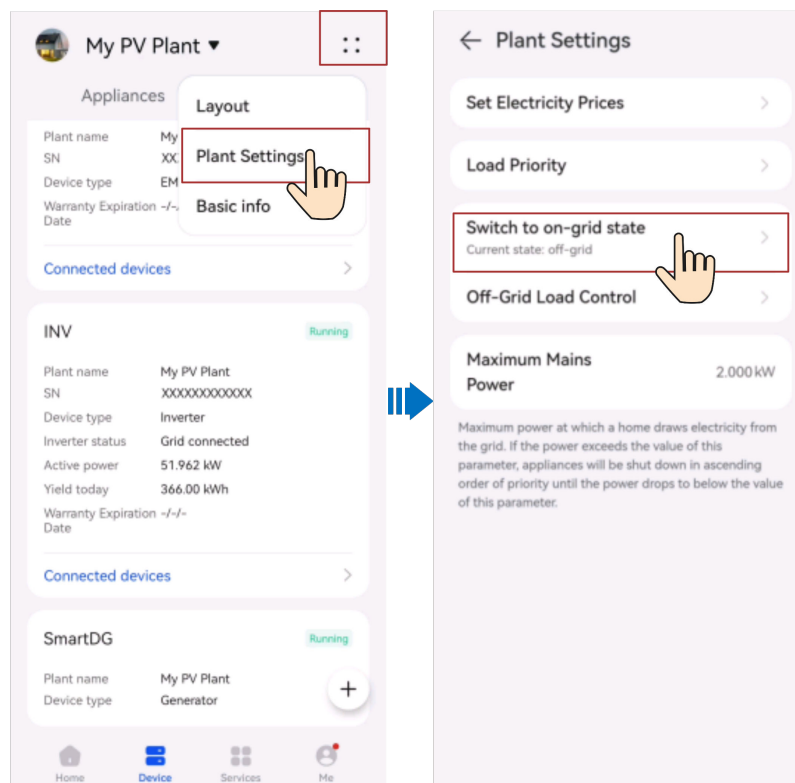 My PV Plant ▼
Appliances
Layout
Plant Settings
Basic info
Plant name My
SN XX
Device type EM
Warranty Expiration -/-
Date
Connected devices
INV Running
Plant name My PV Plant
SN XXXXXXXXXXXX
Device type Inverter
Inverter status Grid connected
Active power 51.962 kW
Yield today 366.00 kWh
Warranty Expiration -/-/-
Date
Connected devices
SmartDG Running
Plant name My PV Plant
Device type Generator
+
Home Device Services Me
← Plant Settings
Set Electricity Prices
Load Priority
Switch to on-grid state
Current state: off-grid
Off-Grid Load Control
Maximum Mains
Power
2.000 kW
Maximum power at which a home draws electricity from
the grid. If the power exceeds the value of this
parameter, appliances will be shut down in ascending
order of priority until the power drops to below the value
of this parameter.